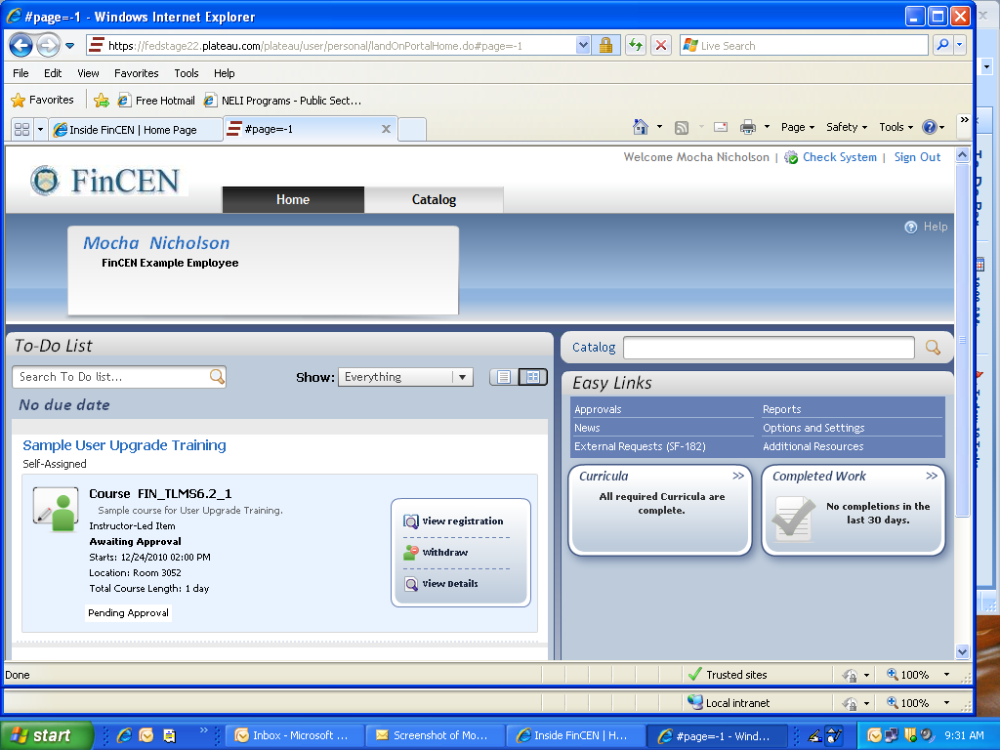 #page=-1 - Windows Internet Explorer
https://fedstage22.plateau.com/plateau/user/personal/landOnPortalHome.do#page=-1
Live Search
File Edit View Favorites Tools Help
Favorites Free Hotmail NELI Programs - Public Sect...
Inside FinCEN | Home Page #page=-1 Page Safety Tools
Welcome Mocha Nicholson | Check System | Sign Out
FinCEN
Home Catalog
Help
Mocha Nicholson
FinCEN Example Employee
To-Do List
Search To Do list...
Show: Everything
No due date
Sample User Upgrade Training
Self-Assigned
Course FIN_TLMS6.2_1
Sample course for User Upgrade Training.
Instructor-Led Item
Awaiting Approval
Starts: 12/24/2010 02:00 PM
Location: Room 3052
Total Course Length: 1 day
Pending Approval
View registration
Withdraw
View Details
Catalog
Easy Links
Approvals Reports
News Options and Settings
External Requests (SF-182) Additional Resources
Curricula >>
All required Curricula are
complete.
Completed Work >>
No completions in the
last 30 days.
Done Trusted sites 100%
Local intranet 100%
start Inbox - Microsoft ... Screenshot of Mo... Inside FinCEN | H... #page=-1 - Wind... 9:31 AM